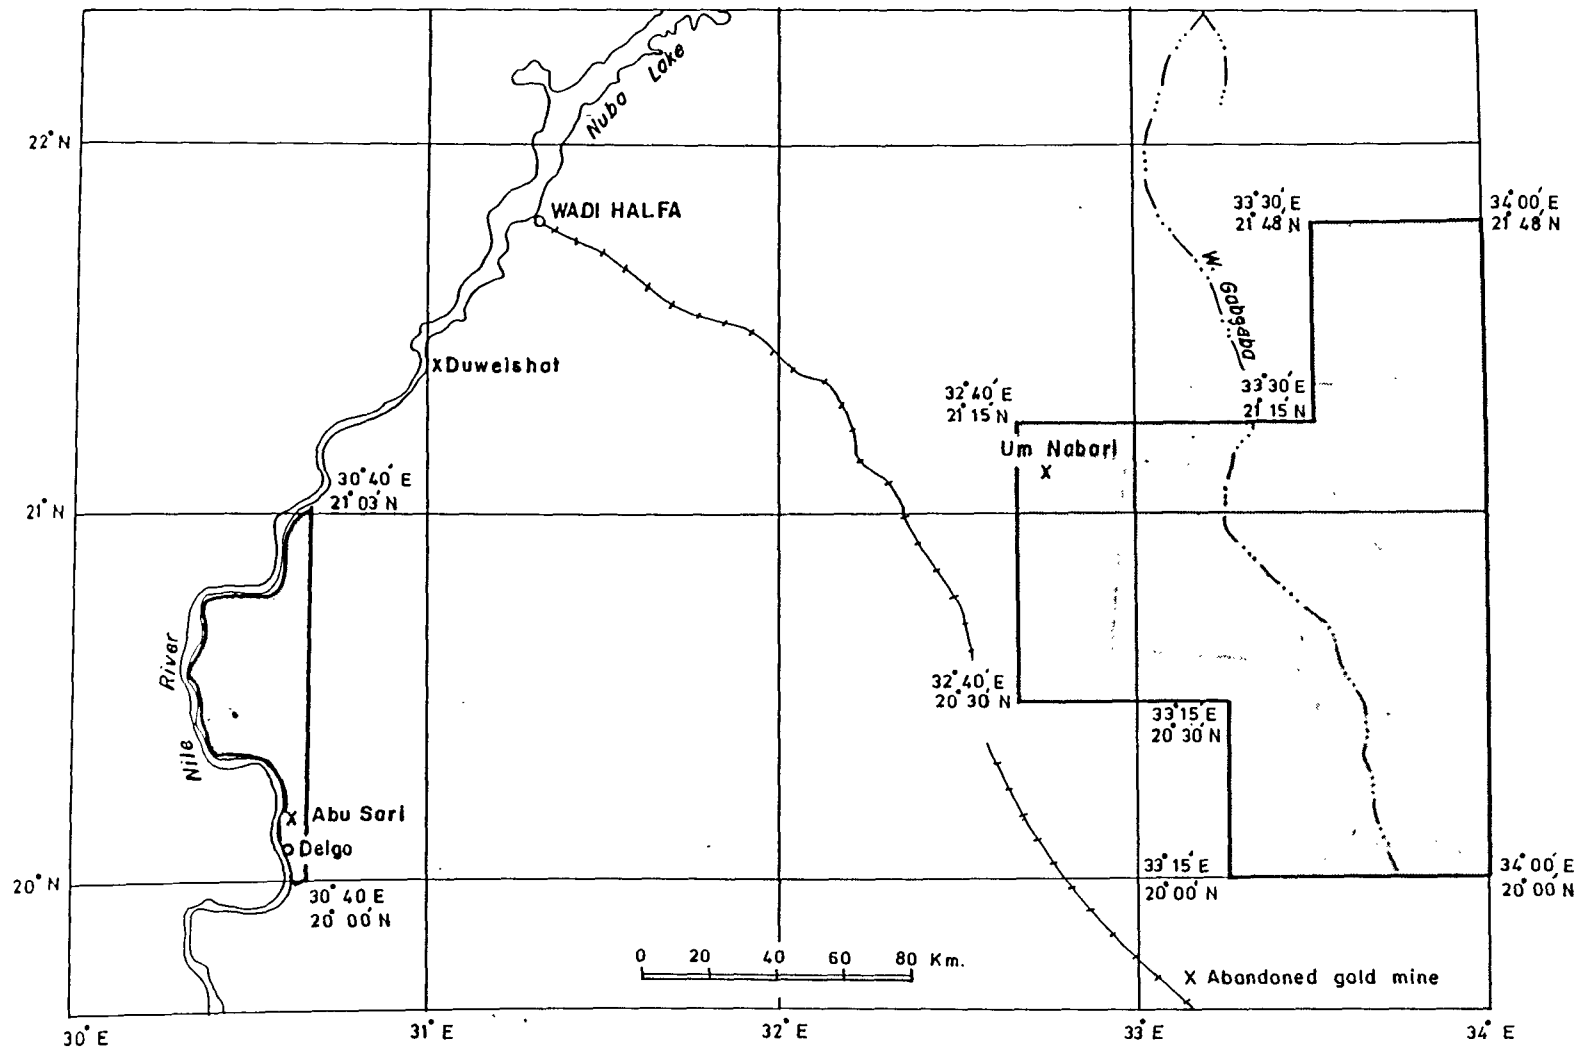 Nuba Lake
22°N
WADI HALFA
33°30'E
21°48'N
34°00'E
21°48'N
W. Gabgaba
Duweishat
32°40'E
21°15'N
33°30'E
21°15'N
Um Nabari
30°40'E
21°03'N
21°N
River Nile
32°40'E
20°30'N
33°15'E
20°30'N
Abu Sari
Delgo
20°N
30°40'E
20°00'N
33°15'E
20°00'N
34°00'E
20°00'N
0 20 40 60 80 Km.
X Abandoned gold mine
30°E
31°E
32°E
33°E
34°E